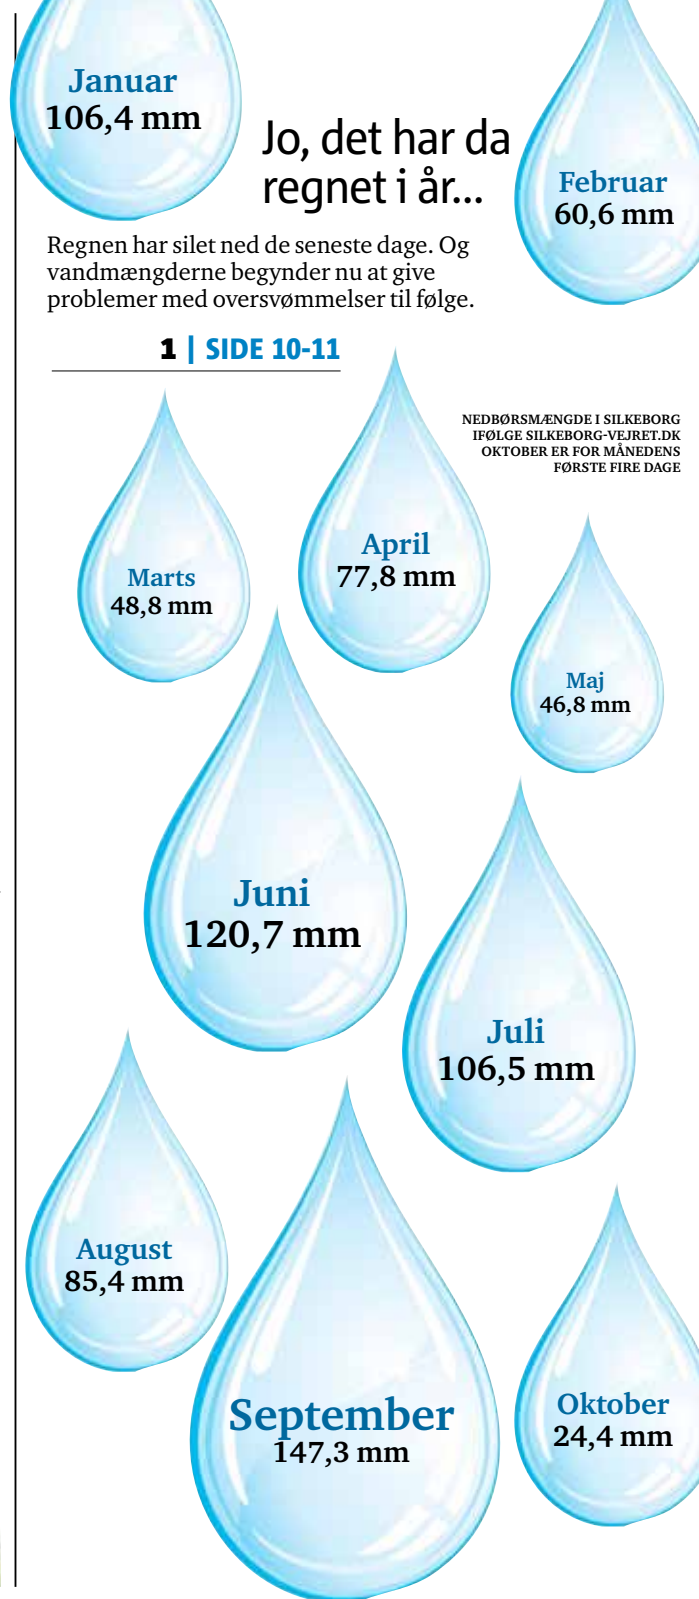 Januar
106,4 mm
Jo, det har da
regnet i år...
Februar
60,6 mm
Regnen har silet ned de seneste dage. Og
vandmængderne begynder nu at give
problemer med oversvømmelser til følge.
1 | SIDE 10-11
NEDBØRSMÆNGDE I SILKEBORG
IFØLGE SILKEBORG-VEJRET.DK
OKTOBER ER FOR MÅNEDENS
FØRSTE FIRE DAGE
Marts
48,8 mm
April
77,8 mm
Maj
46,8 mm
Juni
120,7 mm
Juli
106,5 mm
August
85,4 mm
September
147,3 mm
Oktober
24,4 mm